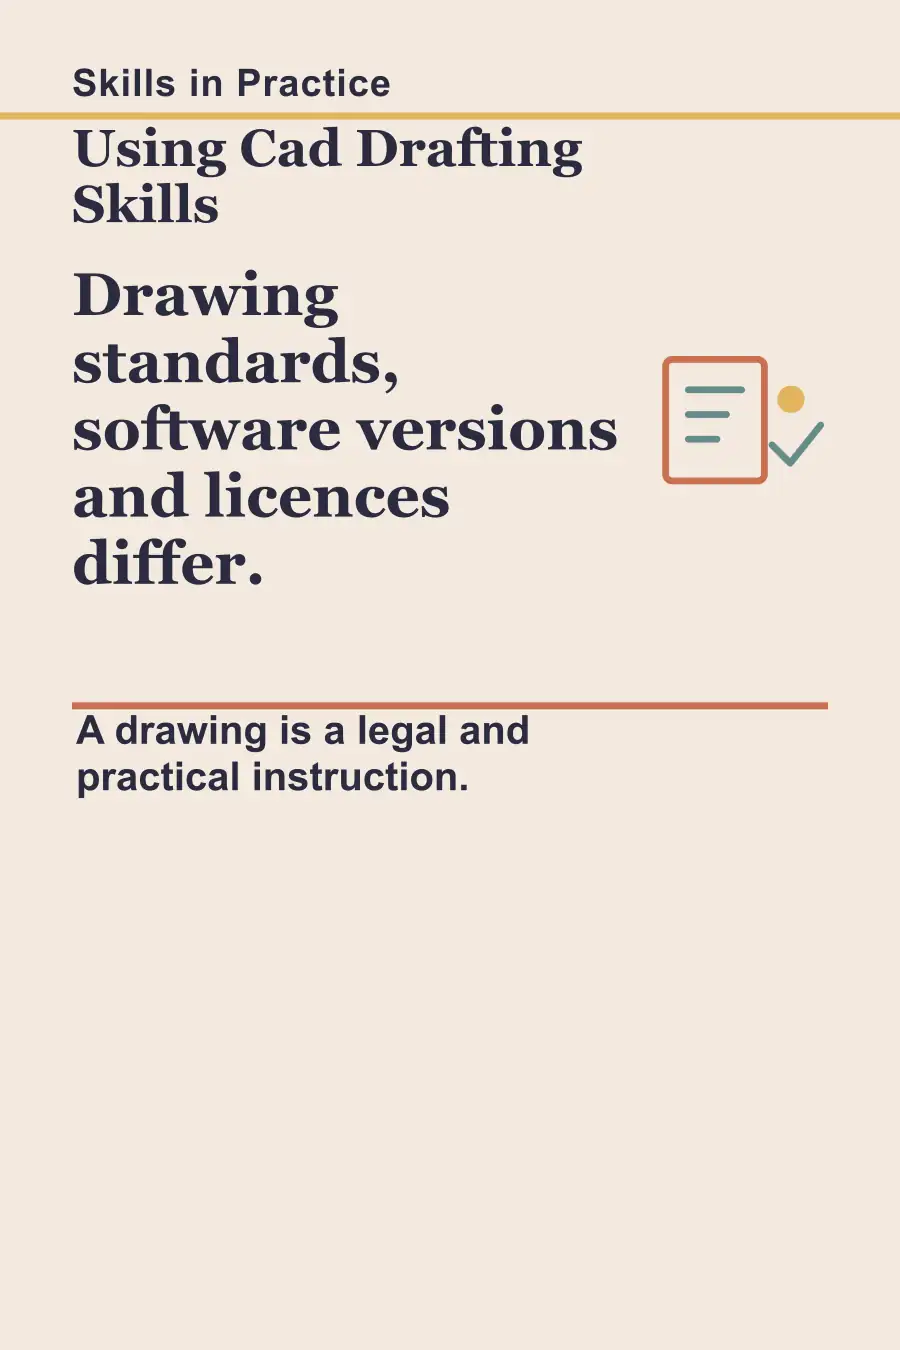 Skills in Practice
Using Cad Drafting
Skills
Drawing
standards,
software versions
and licences
differ.
A drawing is a legal and
practical instruction.